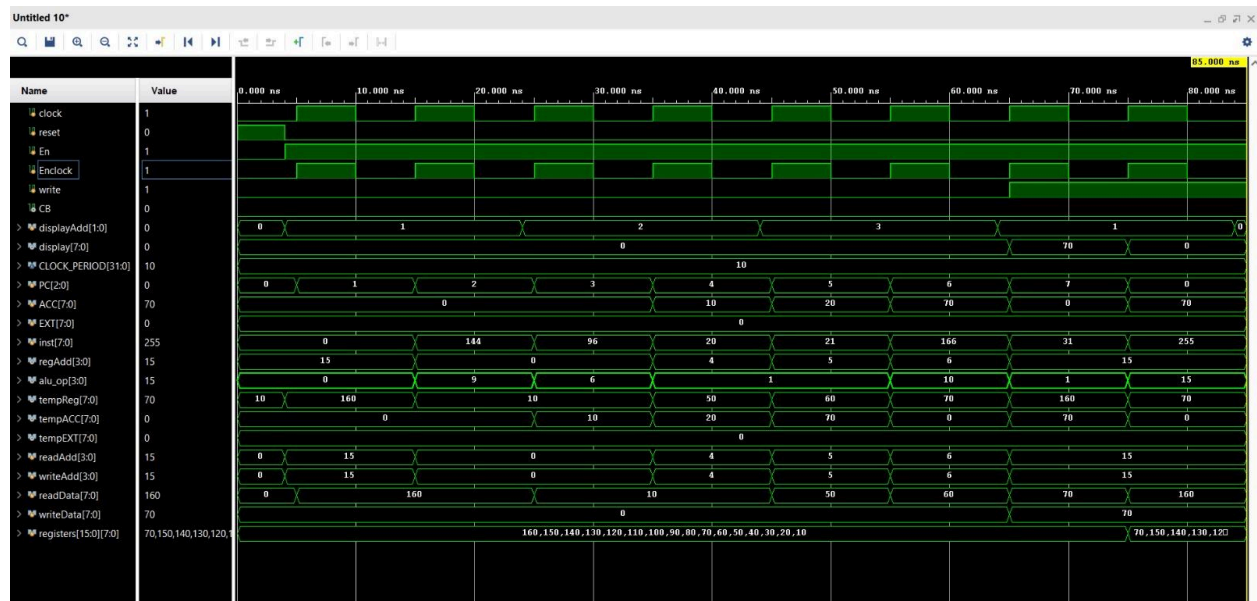 Untitled 10*
85.000 ns
Name Value 0.000 ns 10.000 ns 20.000 ns 30.000 ns 40.000 ns 50.000 ns 60.000 ns 70.000 ns 80.000 ns
clock 1
reset 0
En 1
Enclock 1
write 1
CB 0
displayAdd[1:0] 0 0 1 2 3 1 0
display[7:0] 0 0 70 0
CLOCK_PERIOD[31:0] 10 10
PC[2:0] 0 0 1 2 3 4 5 6 7 0
ACC[7:0] 70 0 10 20 70 0 70
EXT[7:0] 0 0
inst[7:0] 255 0 144 96 20 21 166 31 255
regAdd[3:0] 15 15 0 4 5 6 15
alu_op[3:0] 15 0 9 6 1 10 1 15
tempReg[7:0] 70 10 160 10 50 60 70 160 70
tempACC[7:0] 0 0 10 20 70 0 70 0
tempEXT[7:0] 0 0
readAdd[3:0] 15 0 15 0 4 5 6 15
writeAdd[3:0] 15 0 15 0 4 5 6 15
readData[7:0] 160 0 160 10 50 60 70 160
writeData[7:0] 70 0 70
registers[15:0][7:0] 70,150,140,130,120,1 160,150,140,130,120,110,100,90,80,70,60,50,40,30,20,10 70,150,140,130,12